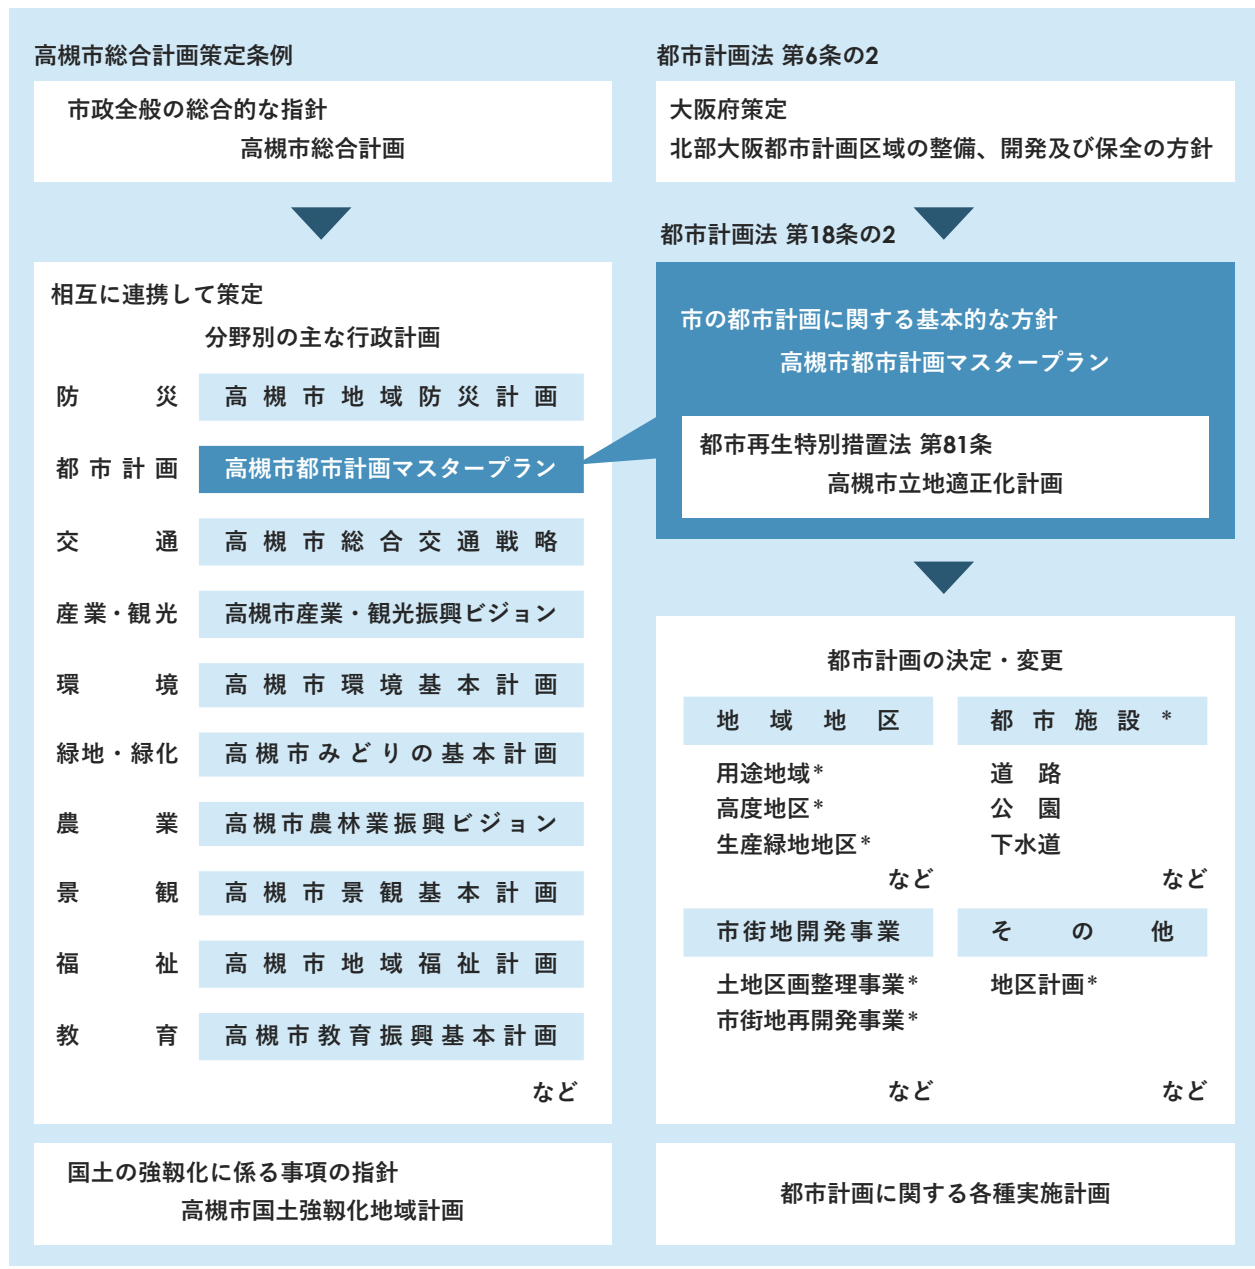 高槻市総合計画策定条例
市政全般の総合的な指針
高槻市総合計画
相互に連携して策定
分野別の主な行政計画
防災 高槻市地域防災計画
都市計画 高槻市都市計画マスタープラン
交通 高槻市総合交通戦略
産業・観光 高槻市産業・観光振興ビジョン
環境 高槻市環境基本計画
緑地・緑化 高槻市みどりの基本計画
農業 高槻市農林業振興ビジョン
景観 高槻市景観基本計画
福祉 高槻市地域福祉計画
教育 高槻市教育振興基本計画
など
国土の強靱化に係る事項の指針
高槻市国土強靱化地域計画
都市計画法 第6条の2
大阪府策定
北部大阪都市計画区域の整備、開発及び保全の方針
都市計画法 第18条の2
市の都市計画に関する基本的な方針
高槻市都市計画マスタープラン
都市再生特別措置法 第81条
高槻市立地適正化計画
都市計画の決定・変更
地域地区
用途地域*
高度地区*
生産緑地地区*
など
都市施設*
道路
公園
下水道
など
市街地開発事業
土地区画整理事業*
市街地再開発事業*
など
その他
地区計画*
など
都市計画に関する各種実施計画